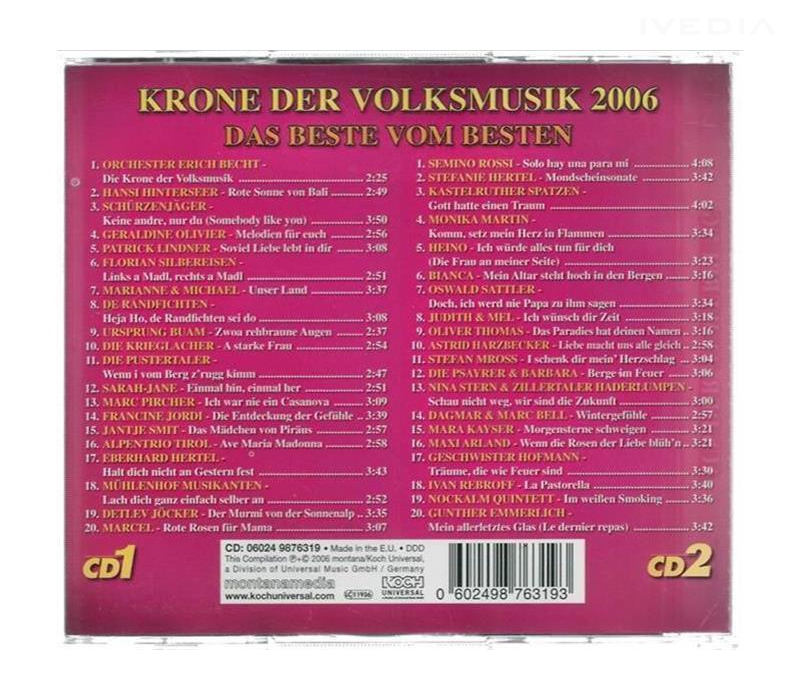 IVEDIA
KRONE DER VOLKSMUSIK 2006
DAS BESTE VOM BESTEN
1. ORCHESTER ERICH BECHT -
Die Krone der Volksmusik 2:25
2. HANSI HINTERSEER - Rote Sonne von Bali 2:49
3. SCHÜRZENJÄGER -
Keine andre, nur du (Somebody like you) 3:50
4. GERALDINE OLIVIER - Melodien für euch 2:56
5. PATRICK LINDNER - Soviel Liebe lebt in dir 3:08
6. FLORIAN SILBEREISEN -
Links a Madl, rechts a Madl 2:51
7. MARIANNE & MICHAEL - Unser Land 3:37
8. DE RANDFICHTEN -
Heja Ho, de Randfichten sei do 3:08
9. URSPRUNG BUAM - Zwoa rehbraune Augen 2:37
10. DIE KRIEGLACHER - A starke Frau 2:54
11. DIE PUSTERTALER -
Wenn i vom Berg z'rugg kimm 2:47
12. SARAH-JANE - Einmal hin, einmal her 2:51
13. MARC PIRCHER - Ich war nie ein Casanova 3:09
14. FRANCINE JORDI - Die Entdeckung der Gefühle 3:39
15. JANTJE SMIT - Das Mädchen von Piräus 2:57
16. ALPENTRIO TIROL - Ave Maria Madonna 2:58
17. EBERHARD HERTEL -
Halt dich nicht an Gestern fest 3:43
18. MÜHLENHOF MUSIKANTEN -
Lach dich ganz einfach selber an 2:52
19. DETLEV JÖCKER - Der Murmi von der Sonnenalp 3:35
20. MARCEL - Rote Rosen für Mama 3:07
CD1
1. SEMINO ROSSI - Solo hay una para mi 4:08
2. STEFANIE HERTEL - Mondscheinsonate 3:42
3. KASTELRUTHER SPATZEN -
Gott hatte einen Traum 4:02
4. MONIKA MARTIN -
Komm, setz mein Herz in Flammen 3:34
5. HEINO - Ich würde alles tun für dich
(Die Frau an meiner Seite) 3:23
6. BIANCA - Mein Altar steht hoch in den Bergen 3:16
7. OSWALD SATTLER -
Doch, ich werd nie Papa zu ihm sagen 3:34
8. JUDITH & MEL - Ich wünsch dir Zeit 3:18
9. OLIVER THOMAS - Das Paradies hat deinen Namen 3:16
10. ASTRID HARZBECKER - Liebe macht uns alle gleich 2:58
11. STEFAN MROSS - I schenk dir mein' Herzschlag 3:04
12. DIE PSAYRER & BARBARA - Berge im Feuer 3:06
13. NINA STERN & ZILLERTALER HADERLUMPEN -
Schau nicht weg, wir sind die Zukunft 3:00
14. DAGMAR & MARC BELL - Wintergefühle 2:57
15. MARA KAYSER - Morgensterne schweigen 3:21
16. MAXI ARLAND - Wenn die Rosen der Liebe blüh'n 3:21
17. GESCHWISTER HOFMANN -
Träume, die wie Feuer sind 3:30
18. IVAN REBROFF - La Pastorella 3:40
19. NOCKALM QUINTETT - Im weißen Smoking 3:36
20. GUNTHER EMMERLICH -
Mein allerletztes Glas (Le dernier repas) 3:42
CD2
CD: 06024 9876319 • Made in the E.U. • DDD
This Compilation ℗+© 2006 montana/Koch Universal,
a Division of Universal Music GmbH / Germany
montanamedia
www.kochuniversal.com
LC 11956
KOCH
UNIVERSAL
0 602498 763193